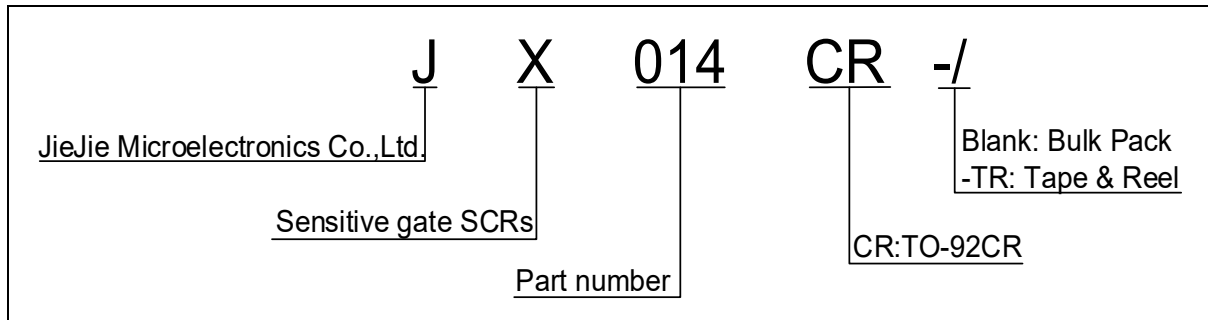 J X 014 CR -/
JieJie Microelectronics Co.,Ltd.
Blank: Bulk Pack
-TR: Tape & Reel
Sensitive gate SCRs
CR:TO-92CR
Part number